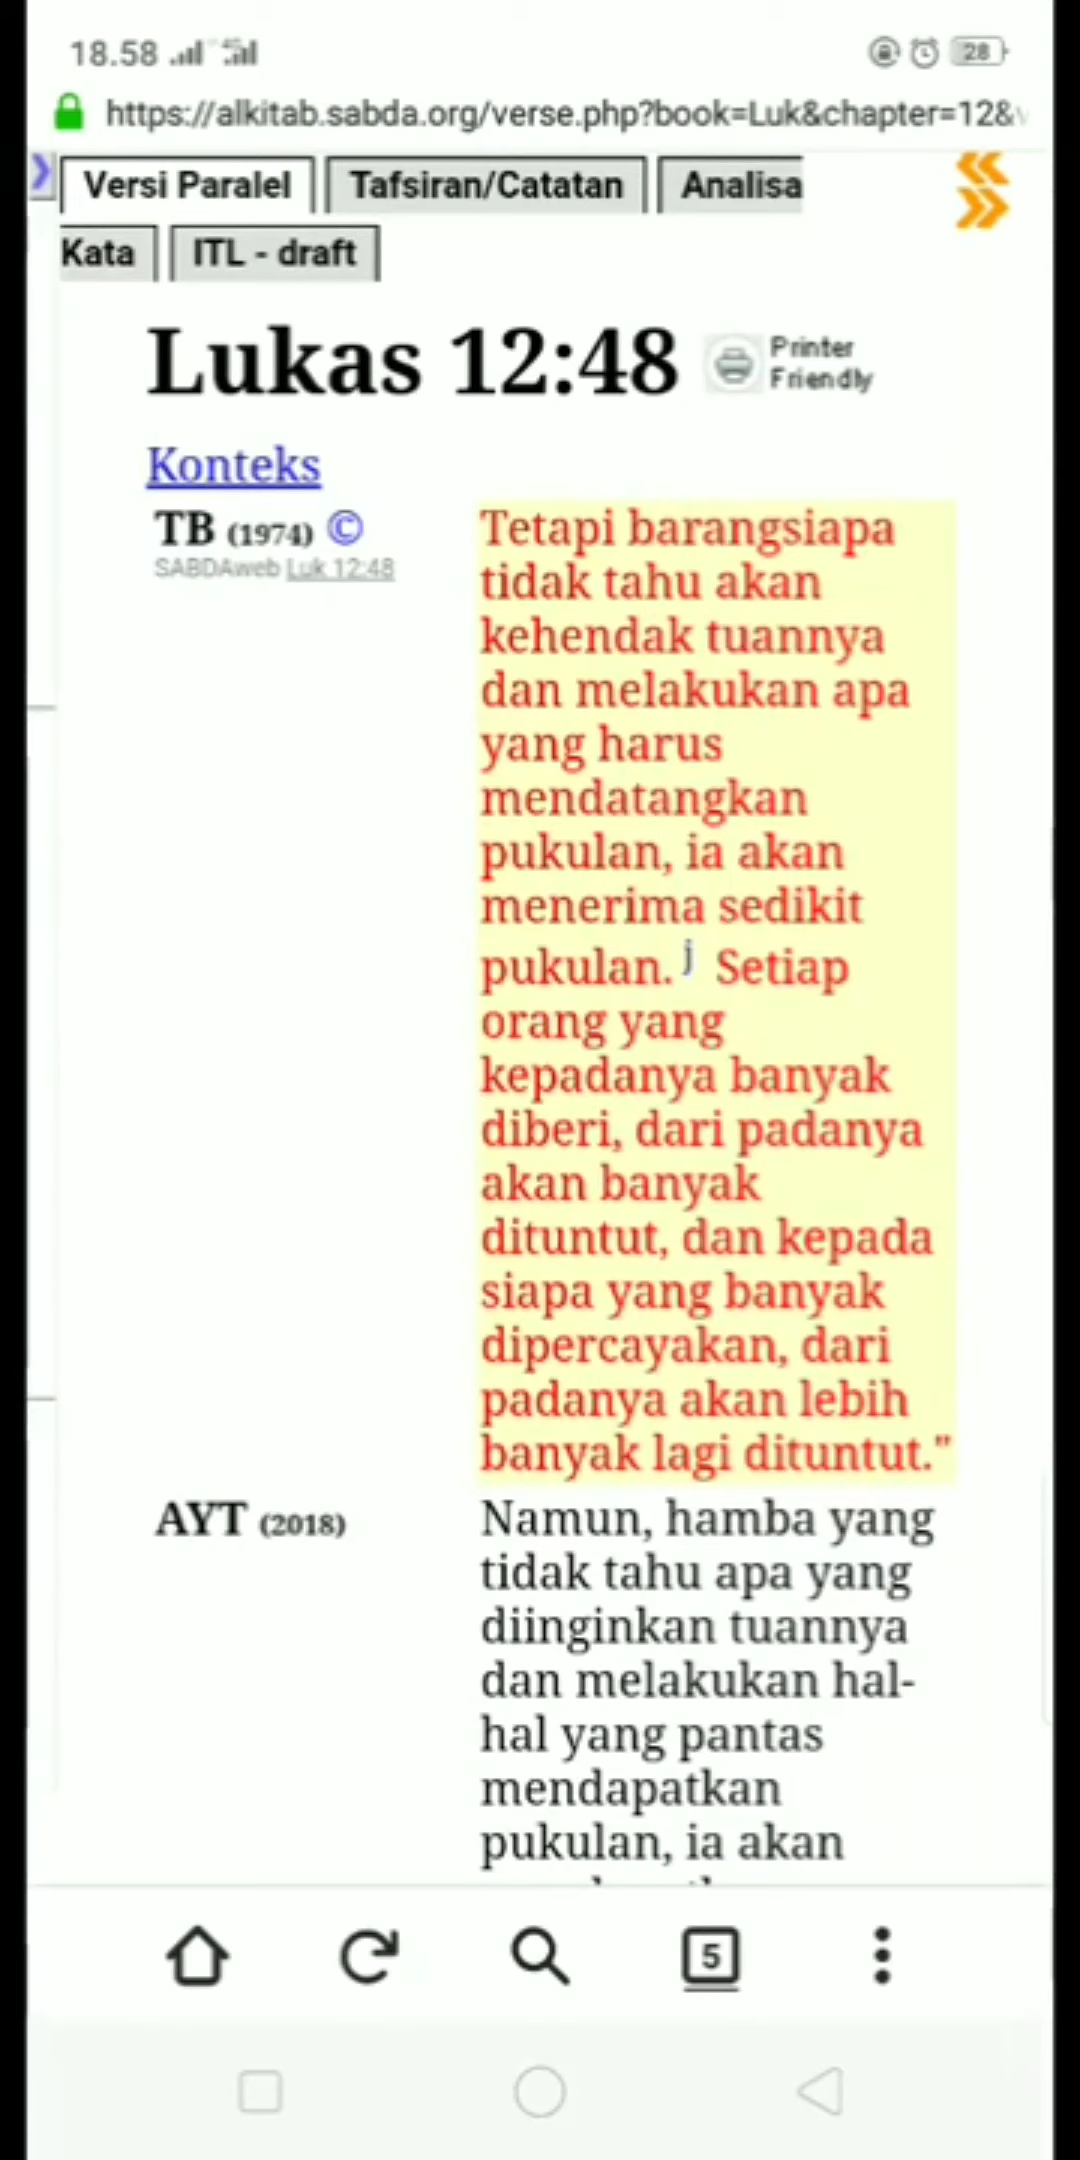 18.58
28
https://alkitab.sabda.org/verse.php?book=Luk&chapter=12&
Versi Paralel
Tafsiran/Catatan
Analisa
Kata
ITL - draft
Lukas 12:48
Printer
Friendly
Konteks
TB (1974) ©
SABDAweb Luk 12:48
Tetapi barangsiapa
tidak tahu akan
kehendak tuannya
dan melakukan apa
yang harus
mendatangkan
pukulan, ia akan
menerima sedikit
pukulan. j Setiap
orang yang
kepadanya banyak
diberi, dari padanya
akan banyak
dituntut, dan kepada
siapa yang banyak
dipercayakan, dari
padanya akan lebih
banyak lagi dituntut."
AYT (2018)
Namun, hamba yang
tidak tahu apa yang
diinginkan tuannya
dan melakukan hal-
hal yang pantas
mendapatkan
pukulan, ia akan
5